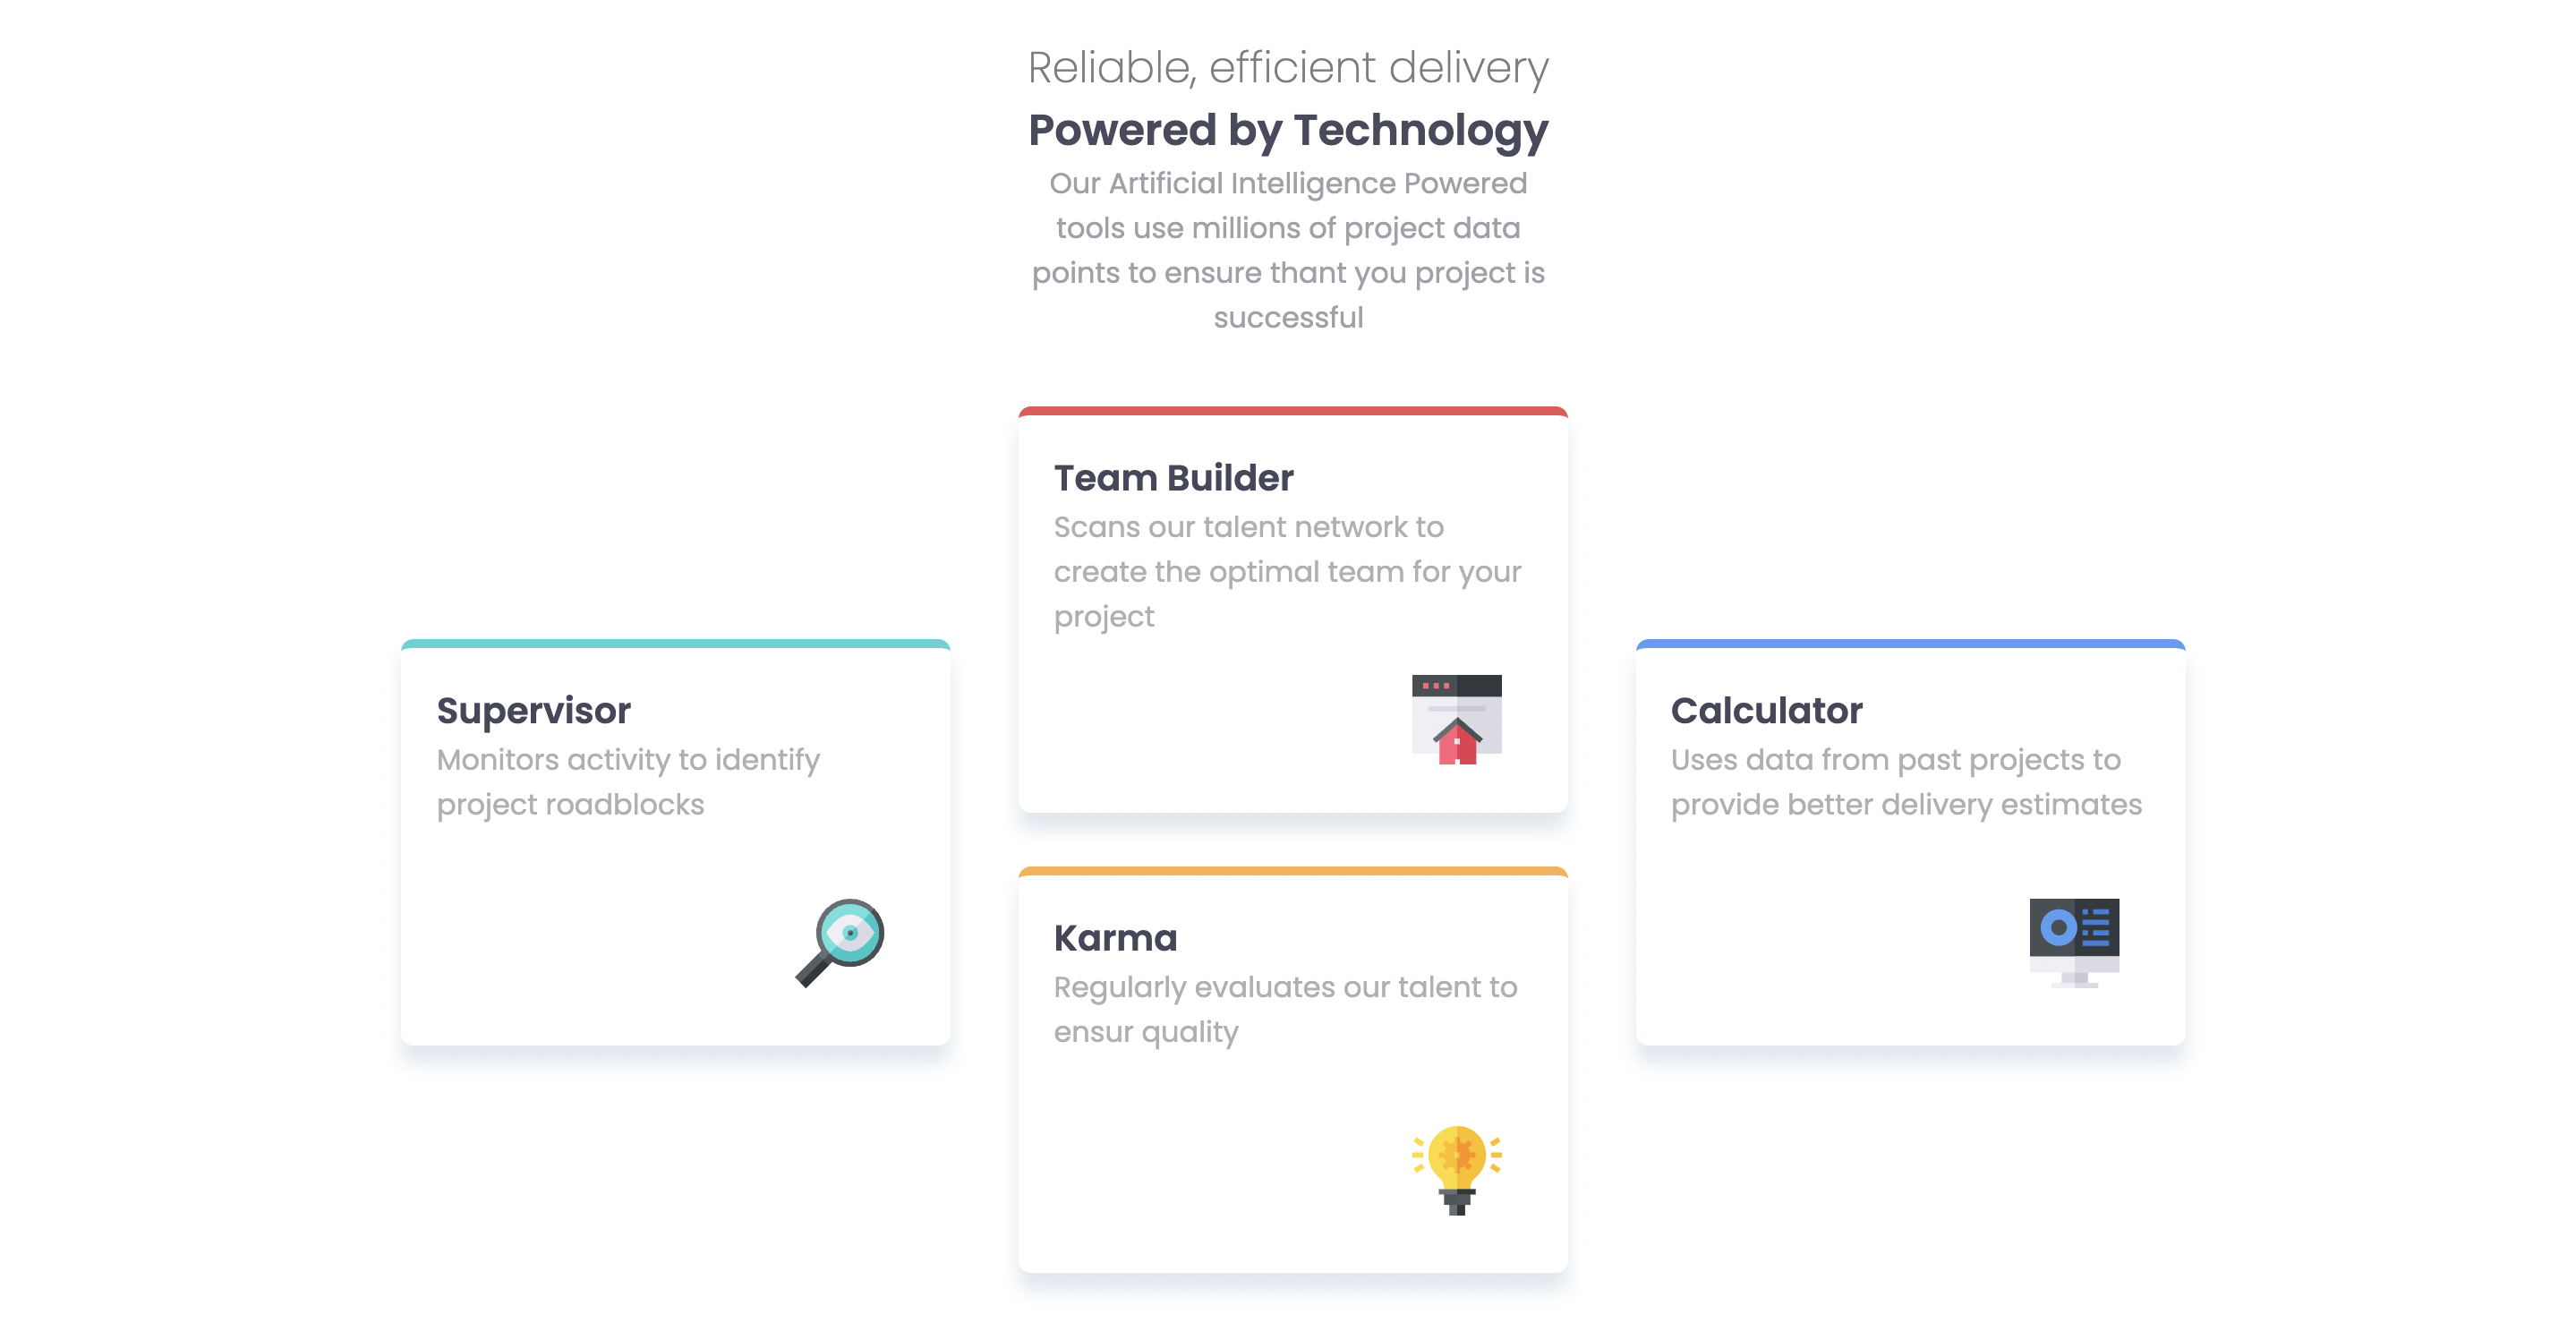 Reliable, efficient delivery
Powered by Technology
Our Artificial Intelligence Powered
tools use millions of project data
points to ensure thant you project is
successful
Team Builder
Scans our talent network to
create the optimal team for your
project
Supervisor
Monitors activity to identify
project roadblocks
Calculator
Uses data from past projects to
provide better delivery estimates
Karma
Regularly evaluates our talent to
ensur quality